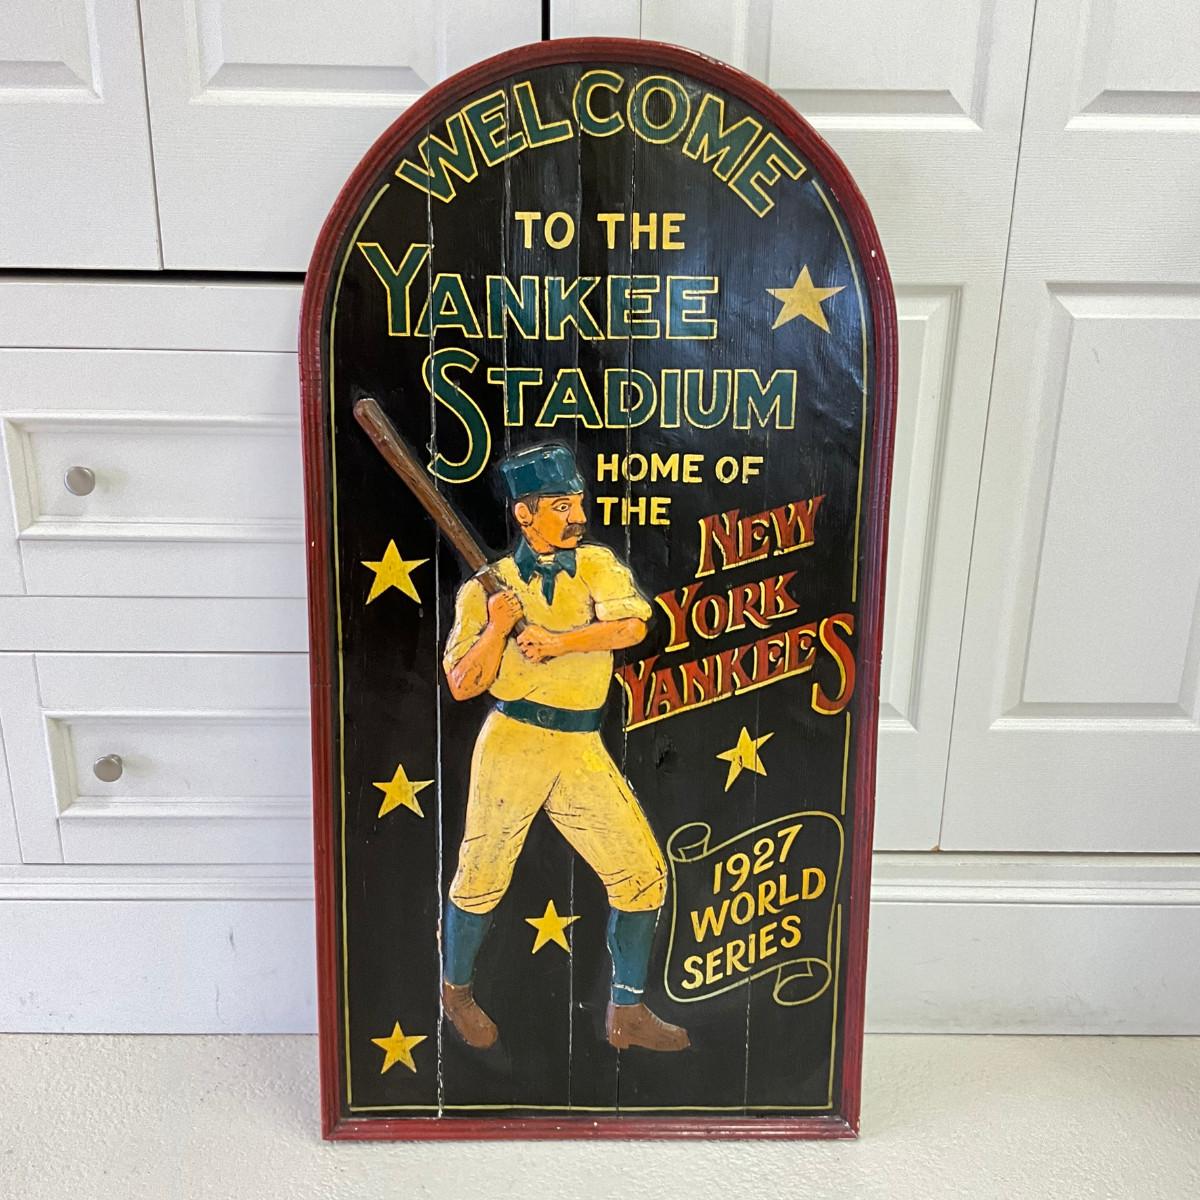 WELCOME
TO THE
YANKEE
STADIUM
HOME OF
THE
NEW
YORK
YANKEES
1927
WORLD
SERIES